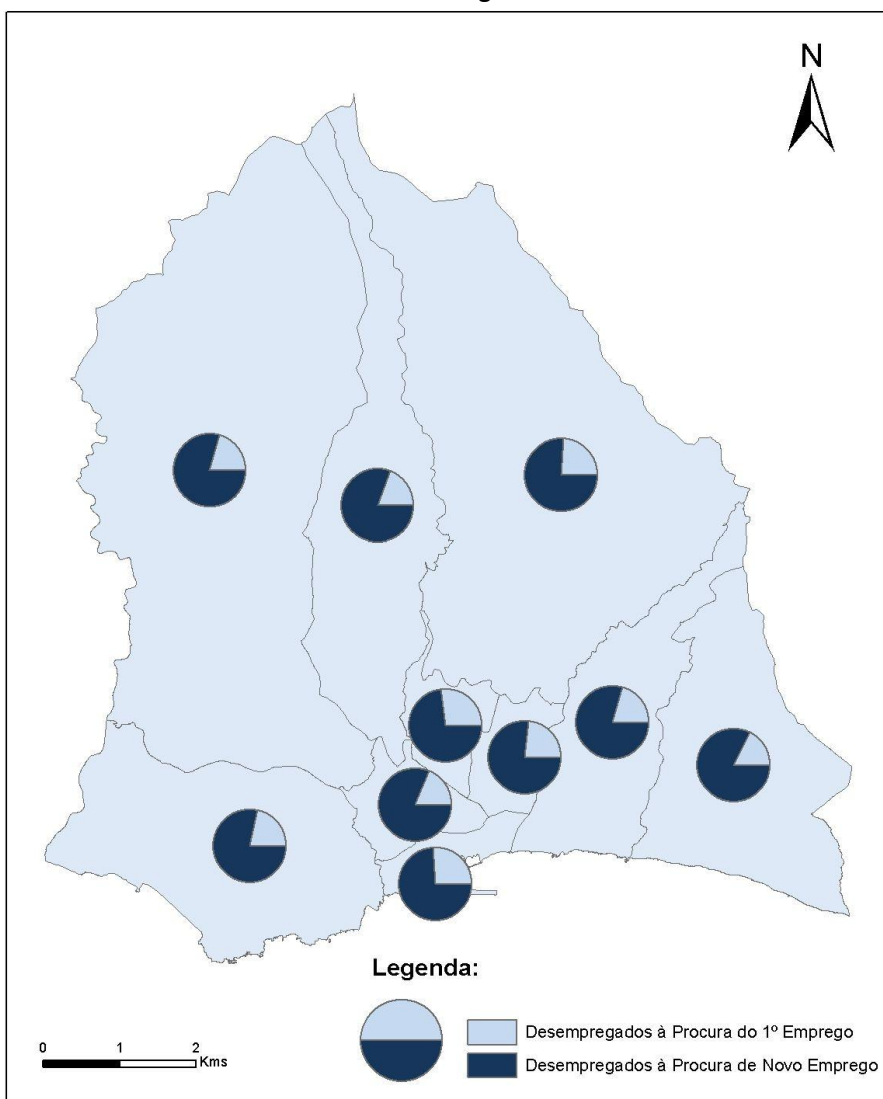 N
Legenda:
Desempregados à Procura do 1º Emprego
Desempregados à Procura de Novo Emprego
0 1 2
Kms